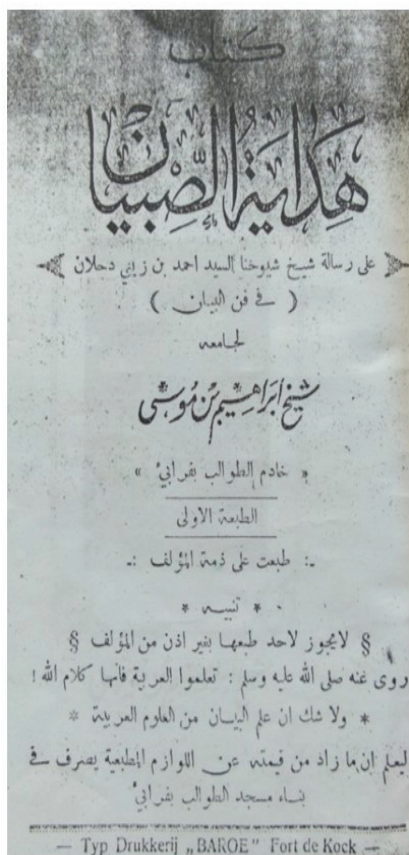 كتاب
هداية الصبيان
على رسالة شيخ شيوخنا السيد احمد بن زيني دحلان
( في فن البيان )
لجامعه
شيخ ابراهيم بن موسى
« خادم الطوالب بفرابيْ »
الطبعة الاولى
-: طبعت على ذمة المؤلف :-
* تنبيه *
§ لايجوز لاحد طبعها بغير اذن من المؤلف §
روى عنه صلى الله عليه وسلم : تعلموا العربية فانها كلام الله !
* ولا شك ان علم البيان من العلوم العربية *
ليعلم ان ما زاد من قيمته عن اللوازم المطبعية يصرف فى
بناء مسجد الطوالب بفرابيْ
— Typ Drukkerij „BAROE" Fort de Kock —